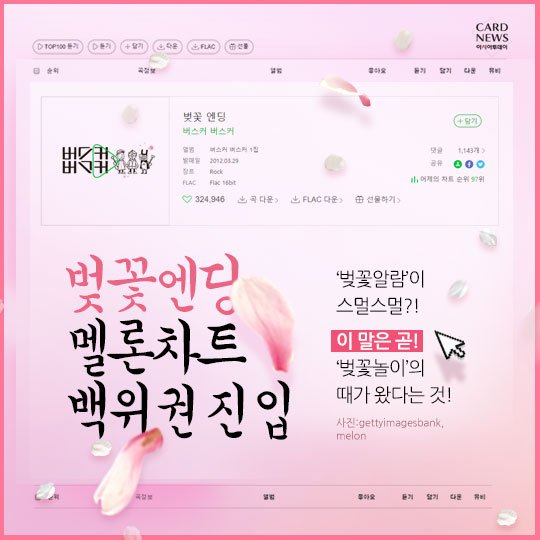 CARD
NEWS
아시아투데이
TOP100 듣기 듣기 + 담기 다운 FLAC 선물
순위 곡정보 앨범 좋아요 듣기 담기 다운 뮤비
벚꽃 엔딩
버스커 버스커
+ 담기
앨범 버스커 버스커 1집
발매일 2012.03.29
장르 Rock
FLAC Flac 16bit
댓글 1,143개 >
공유
어제의 차트 순위 97위
324,946 곡 다운 > FLAC 다운 > 선물하기 >
버스커
버스커
벚꽃엔딩
멜론차트
백위권 진입
‘벚꽃알람’이
스멀스멀?!
이 말은 곧!
‘벚꽃놀이’의
때가 왔다는 것!
사진:gettyimagesbank,
melon
순위 곡정보 앨범 좋아요 듣기 담기 다운 뮤비